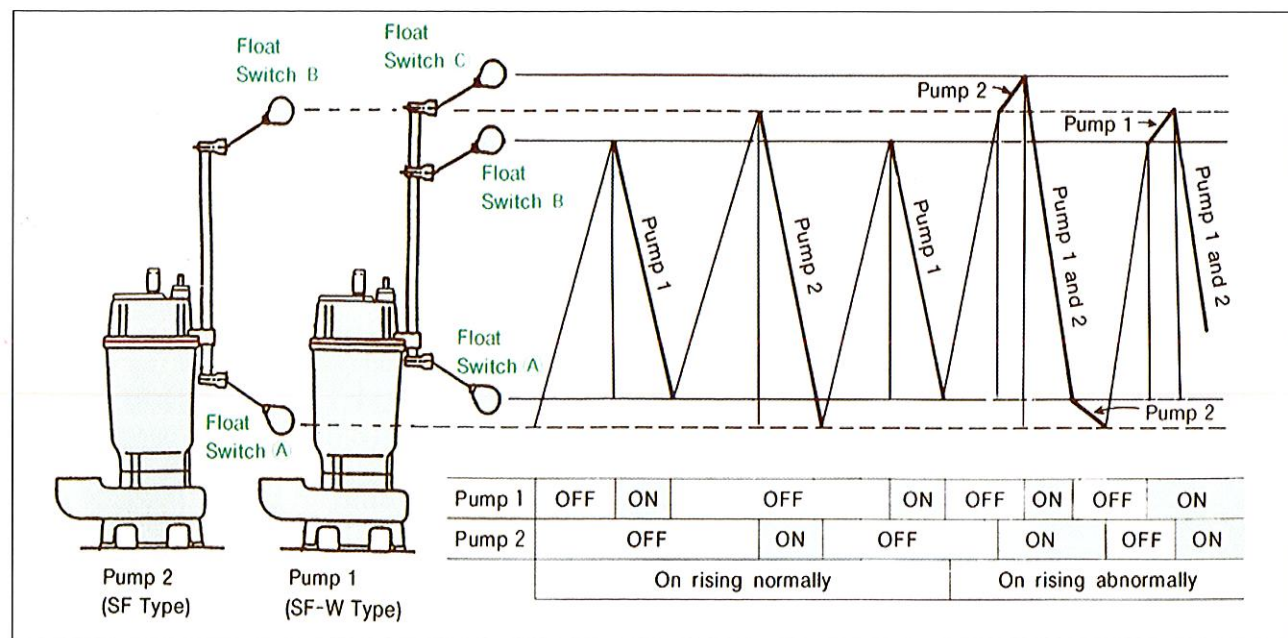 Float
Switch B
Float
Switch C
Float
Switch B
Float
Switch (A)
Float
Switch (A)
Pump 2
(SF Type)
Pump 1
(SF-W Type)
Pump 1
Pump 2
Pump 1
Pump 2
Pump 1 and 2
Pump 2
Pump 1
Pump 1 and 2
Pump 1 OFF ON OFF ON OFF ON OFF ON
Pump 2 OFF ON OFF ON OFF ON
On rising normally On rising abnormally